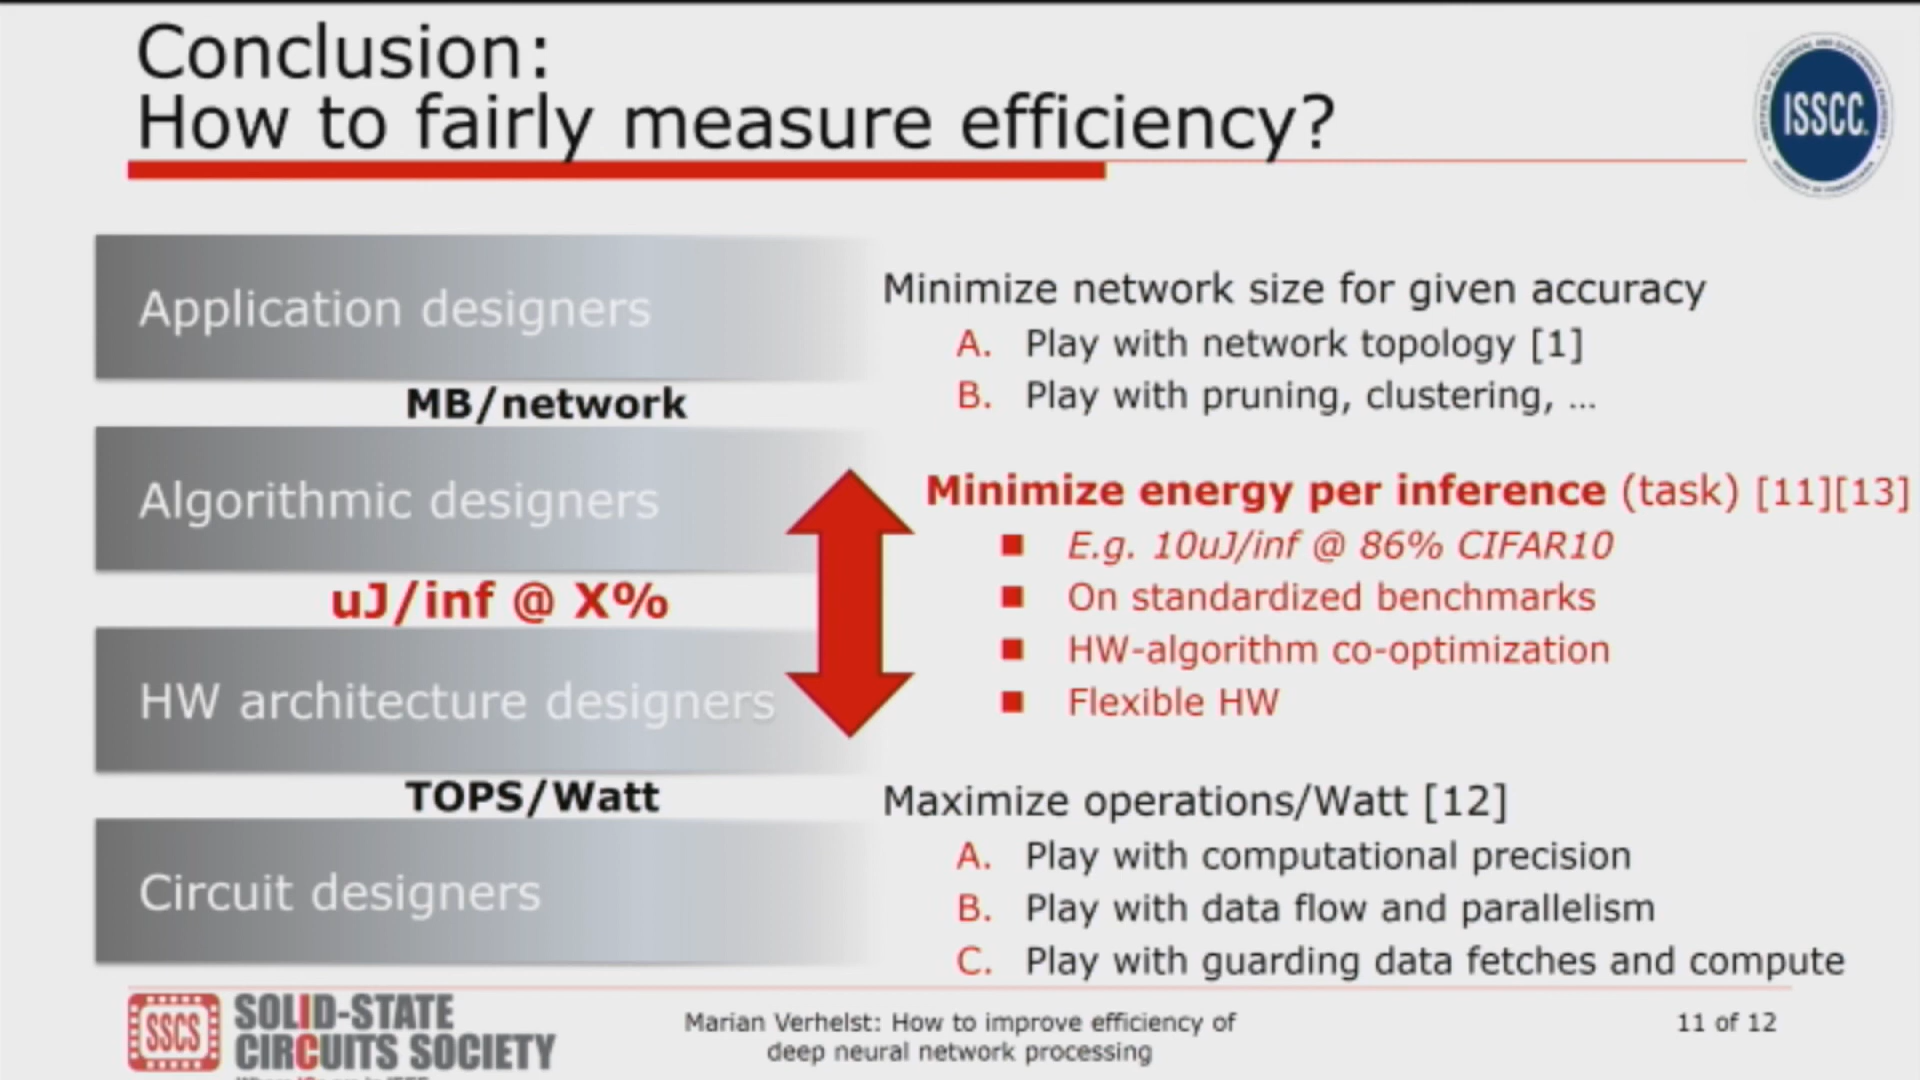 Conclusion:
How to fairly measure efficiency?
ISSCC
Application designers
MB/network
Algorithmic designers
uJ/inf @ X%
HW architecture designers
TOPS/Watt
Circuit designers
Minimize network size for given accuracy
A. Play with network topology [1]
B. Play with pruning, clustering, ...
Minimize energy per inference (task) [11][13]
■ E.g. 10uJ/inf @ 86% CIFAR10
■ On standardized benchmarks
■ HW-algorithm co-optimization
■ Flexible HW
Maximize operations/Watt [12]
A. Play with computational precision
B. Play with data flow and parallelism
C. Play with guarding data fetches and compute
SSCS
SOLID-STATE
CIRCUITS SOCIETY
Marian Verhelst: How to improve efficiency of
deep neural network processing
11 of 12